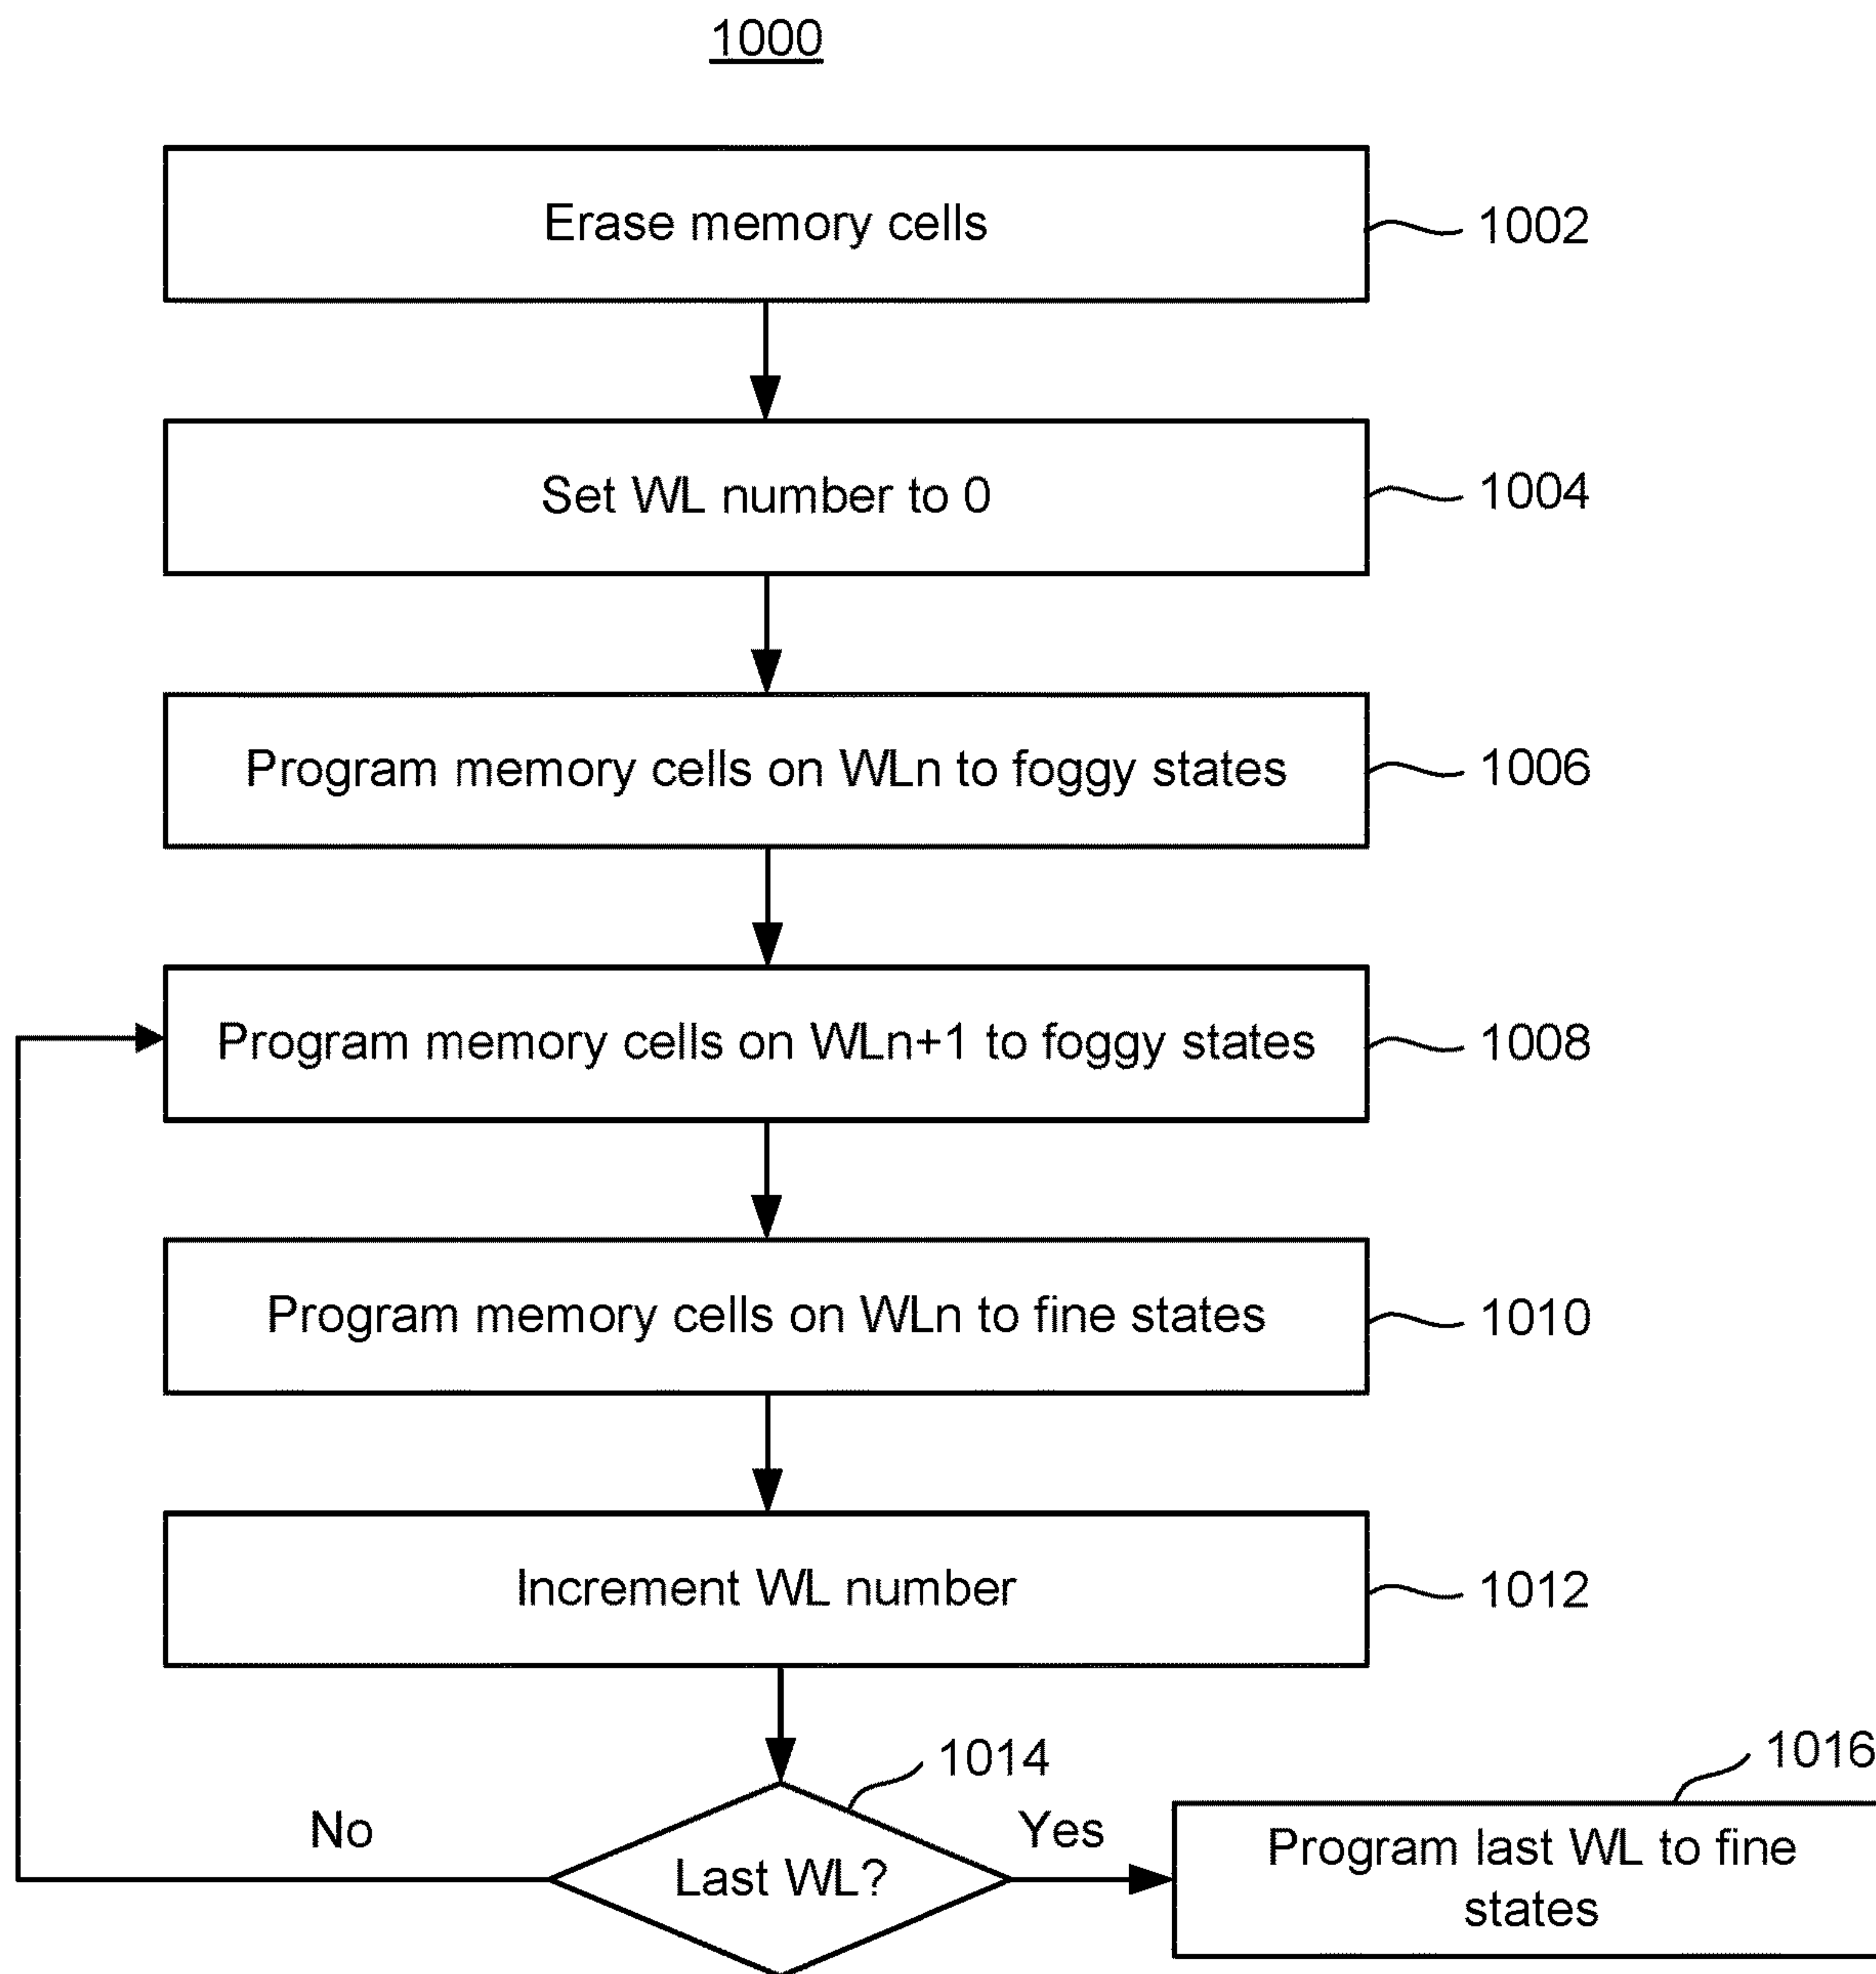 1000
Erase memory cells
1002
Set WL number to 0
1004
Program memory cells on WLn to foggy states
1006
Program memory cells on WLn+1 to foggy states
1008
Program memory cells on WLn to fine states
1010
Increment WL number
1012
1014
1016
No
Last WL?
Yes
Program last WL to fine
states